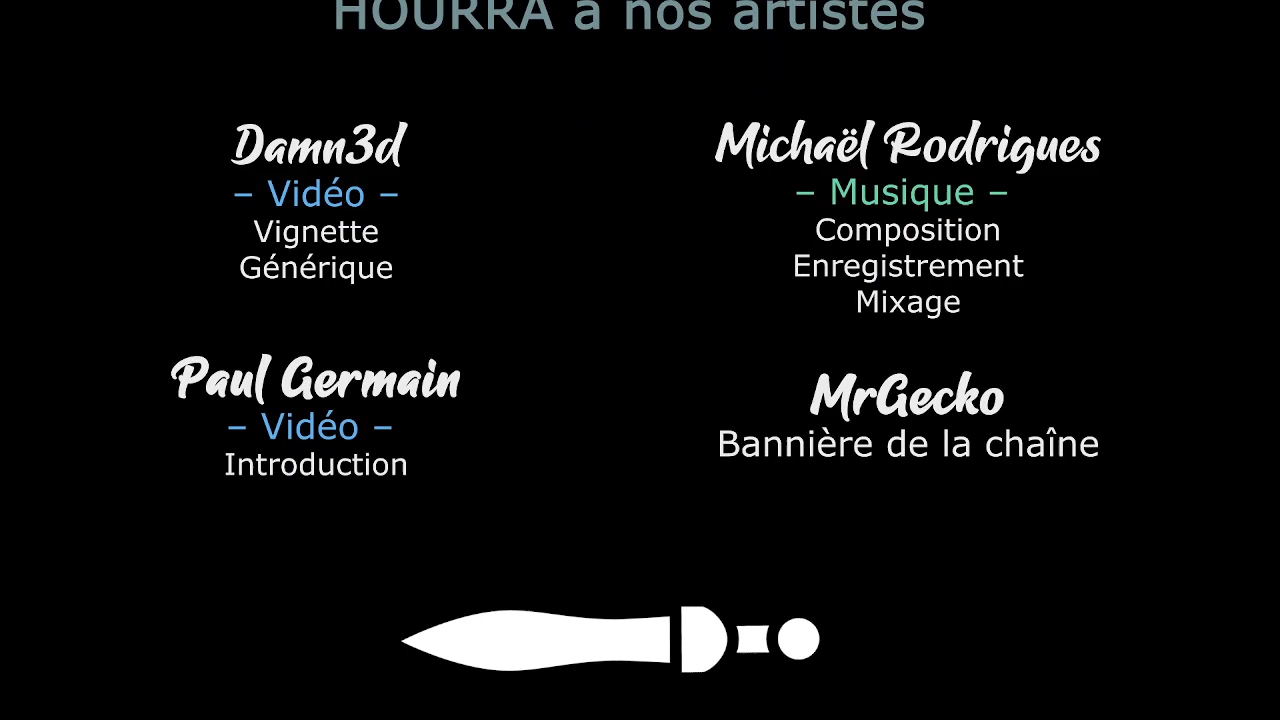 HOURRA à nos artistes
Damn3d
– Vidéo –
Vignette
Générique
Michaël Rodrigues
– Musique –
Composition
Enregistrement
Mixage
Paul Germain
– Vidéo –
Introduction
MrGecko
Bannière de la chaîne